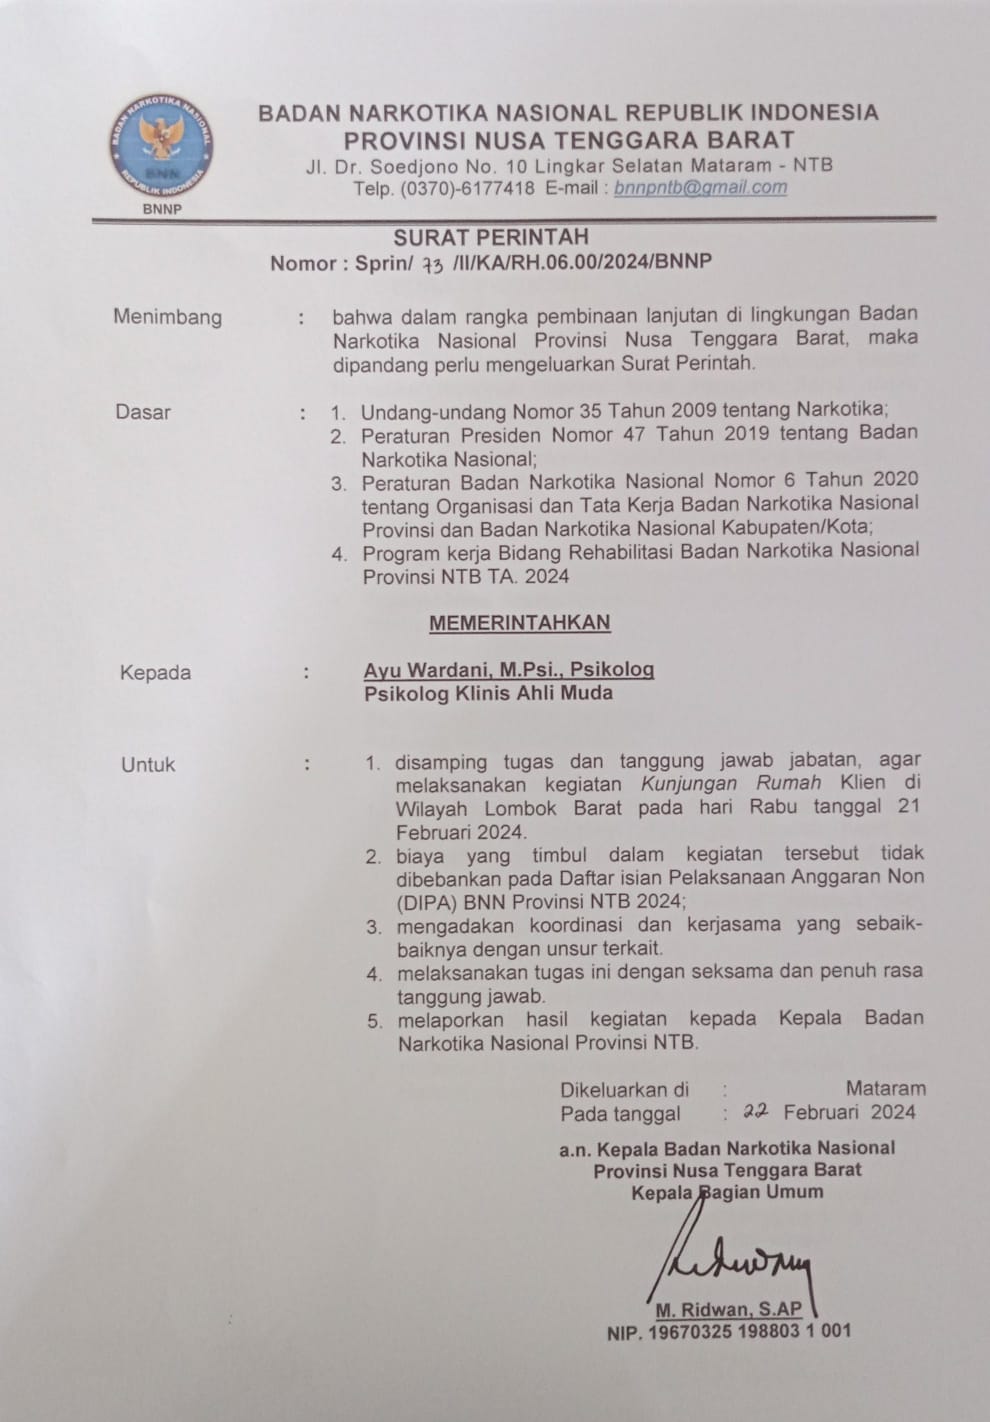 BADAN NARKOTIKA NASIONAL
BNN
REPUBLIK INDONESIA
BNNP
BADAN NARKOTIKA NASIONAL REPUBLIK INDONESIA
PROVINSI NUSA TENGGARA BARAT
Jl. Dr. Soedjono No. 10 Lingkar Selatan Mataram - NTB
Telp. (0370)-6177418 E-mail : bnnpntb@gmail.com
SURAT PERINTAH
Nomor : Sprin/ 73 /II/KA/RH.06.00/2024/BNNP
Menimbang : bahwa dalam rangka pembinaan lanjutan di lingkungan Badan
Narkotika Nasional Provinsi Nusa Tenggara Barat, maka
dipandang perlu mengeluarkan Surat Perintah.
Dasar : 1. Undang-undang Nomor 35 Tahun 2009 tentang Narkotika;
2. Peraturan Presiden Nomor 47 Tahun 2019 tentang Badan
Narkotika Nasional;
3. Peraturan Badan Narkotika Nasional Nomor 6 Tahun 2020
tentang Organisasi dan Tata Kerja Badan Narkotika Nasional
Provinsi dan Badan Narkotika Nasional Kabupaten/Kota;
4. Program kerja Bidang Rehabilitasi Badan Narkotika Nasional
Provinsi NTB TA. 2024
MEMERINTAHKAN
Kepada : Ayu Wardani, M.Psi., Psikolog
Psikolog Klinis Ahli Muda
Untuk : 1. disamping tugas dan tanggung jawab jabatan, agar
melaksanakan kegiatan Kunjungan Rumah Klien di
Wilayah Lombok Barat pada hari Rabu tanggal 21
Februari 2024.
2. biaya yang timbul dalam kegiatan tersebut tidak
dibebankan pada Daftar isian Pelaksanaan Anggaran Non
(DIPA) BNN Provinsi NTB 2024;
3. mengadakan koordinasi dan kerjasama yang sebaik-
baiknya dengan unsur terkait.
4. melaksanakan tugas ini dengan seksama dan penuh rasa
tanggung jawab.
5. melaporkan hasil kegiatan kepada Kepala Badan
Narkotika Nasional Provinsi NTB.
Dikeluarkan di : Mataram
Pada tanggal : 22 Februari 2024
a.n. Kepala Badan Narkotika Nasional
Provinsi Nusa Tenggara Barat
Kepala Bagian Umum
M. Ridwan, S.AP
NIP. 19670325 198803 1 001